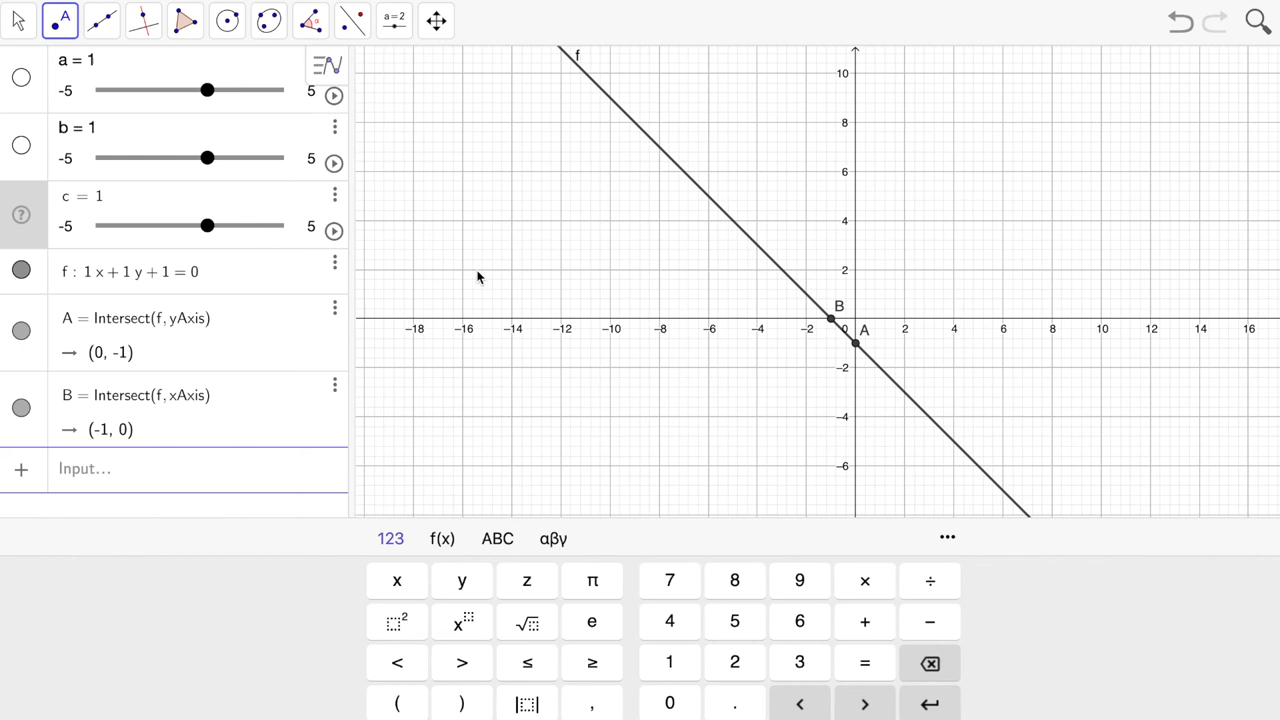 A
a = 2
α
a = 1
-5 5
b = 1
-5 5
c = 1
-5 5
?
f : 1 x + 1 y + 1 = 0
A = Intersect(f, yAxis)
→ (0, -1)
B = Intersect(f, xAxis)
→ (-1, 0)
+ Input…
f
10
8
6
4
2
B
−18 −16 −14 −12 −10 −8 −6 −4 −2 0 2 4 6 8 10 12 14 16
A
−2
−4
−6
123 f(x) ABC αβγ •••
x y z π 7 8 9 × ÷
² x √ e 4 5 6 + −
< > ≤ ≥ 1 2 3 =
( ) | | , 0 . < >